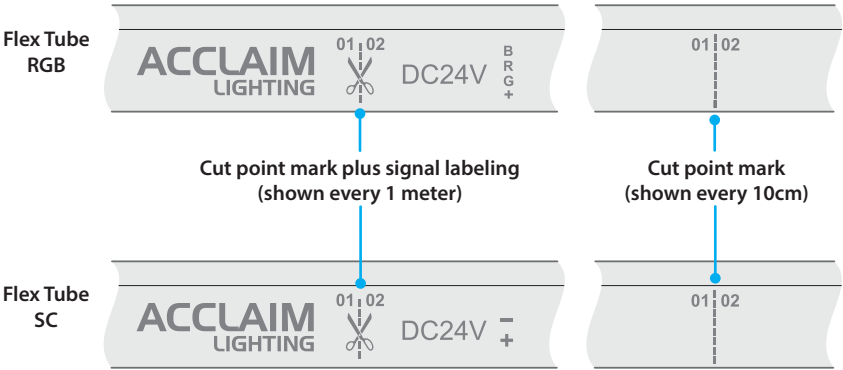 Flex Tube
RGB
ACCLAIM
LIGHTING
01 02
DC24V
B
R
G
+
01 02
Cut point mark plus signal labeling
(shown every 1 meter)
Cut point mark
(shown every 10cm)
Flex Tube
SC
ACCLAIM
LIGHTING
01 02
DC24V
–
+
01 02